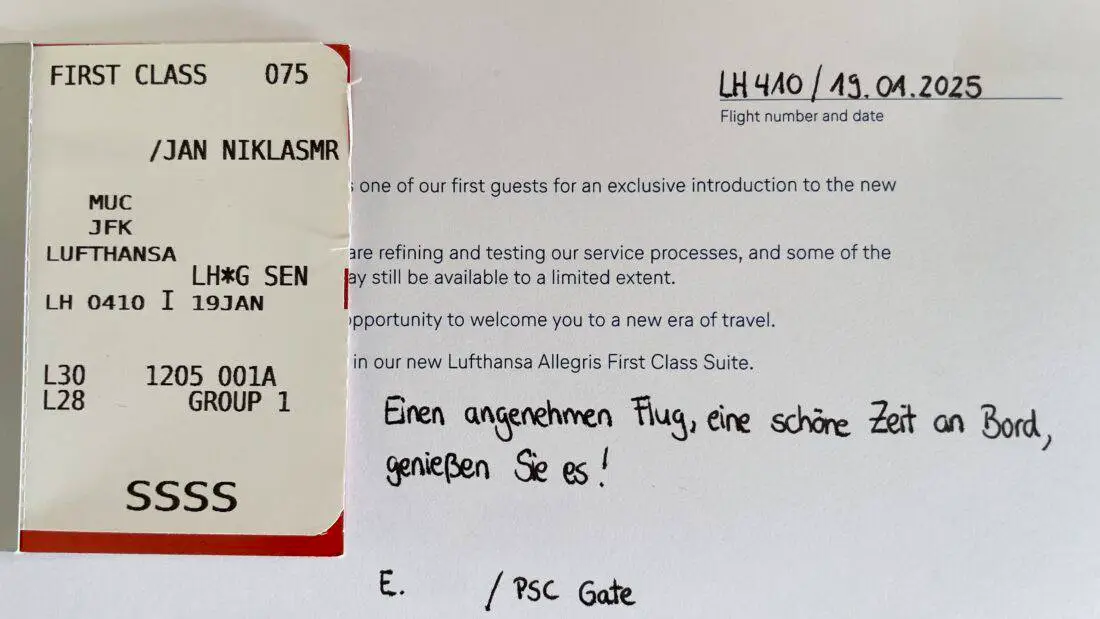 FIRST CLASS 075
/JAN NIKLASMR
MUC
JFK
LUFTHANSA
LH*G SEN
LH 0410 I 19JAN
L30 1205 001A
L28 GROUP 1
SSSS
LH 410 / 19.01.2025
Flight number and date
one of our first guests for an exclusive introduction to the new
are refining and testing our service processes, and some of the
ay still be available to a limited extent.
opportunity to welcome you to a new era of travel.
in our new Lufthansa Allegris First Class Suite.
Einen angenehmen Flug, eine schöne Zeit an Bord,
genießen Sie es!
E. / PSC Gate